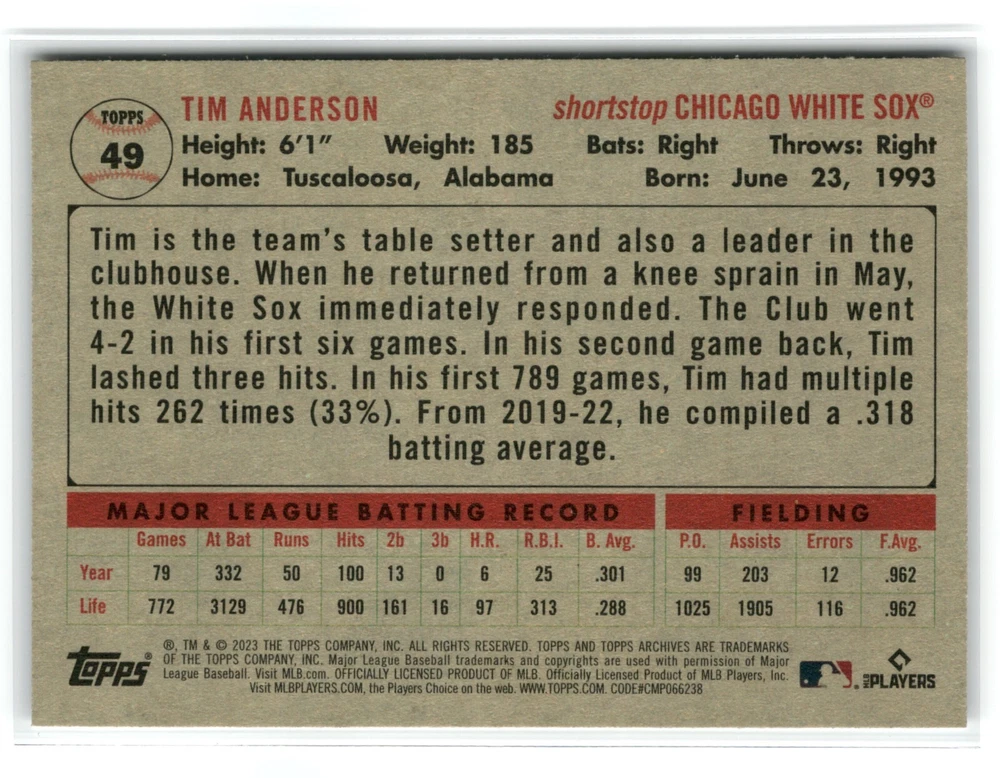 TOPPS
49
TIM ANDERSON shortstop CHICAGO WHITE SOX®
Height: 6'1" Weight: 185 Bats: Right Throws: Right
Home: Tuscaloosa, Alabama Born: June 23, 1993
Tim is the team's table setter and also a leader in the
clubhouse. When he returned from a knee sprain in May,
the White Sox immediately responded. The Club went
4-2 in his first six games. In his second game back, Tim
lashed three hits. In his first 789 games, Tim had multiple
hits 262 times (33%). From 2019-22, he compiled a .318
batting average.
MAJOR LEAGUE BATTING RECORD FIELDING
Games At Bat Runs Hits 2b 3b H.R. R.B.I. B. Avg. P.O. Assists Errors F.Avg.
Year 79 332 50 100 13 0 6 25 .301 99 203 12 .962
Life 772 3129 476 900 161 16 97 313 .288 1025 1905 116 .962
®, TM & © 2023 THE TOPPS COMPANY, INC. ALL RIGHTS RESERVED. TOPPS AND TOPPS ARCHIVES ARE TRADEMARKS
OF THE TOPPS COMPANY, INC. Major League Baseball trademarks and copyrights are used with permission of Major
League Baseball. Visit MLB.com. OFFICIALLY LICENSED PRODUCT OF MLB. Officially Licensed Product of MLB Players, Inc.
Visit MLBPLAYERS.COM, the Players Choice on the web. WWW.TOPPS.COM. CODE#CMP066238
Topps®
MLB PLAYERS